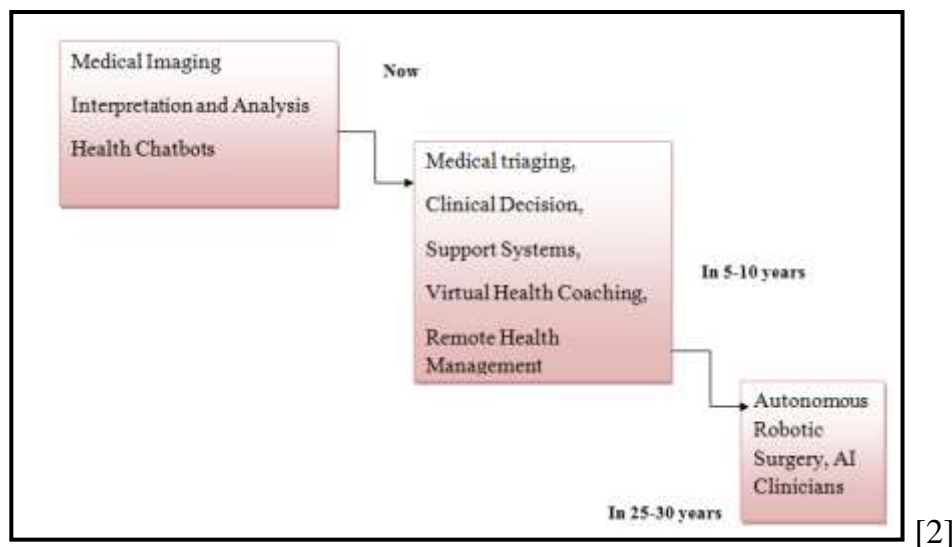 Medical Imaging
Interpretation and Analysis
Health Chatbots
Now
Medical triaging,
Clinical Decision,
Support Systems,
Virtual Health Coaching,
Remote Health
Management
In 5-10 years
Autonomous
Robotic
Surgery, AI
Clinicians
In 25-30 years
[2]